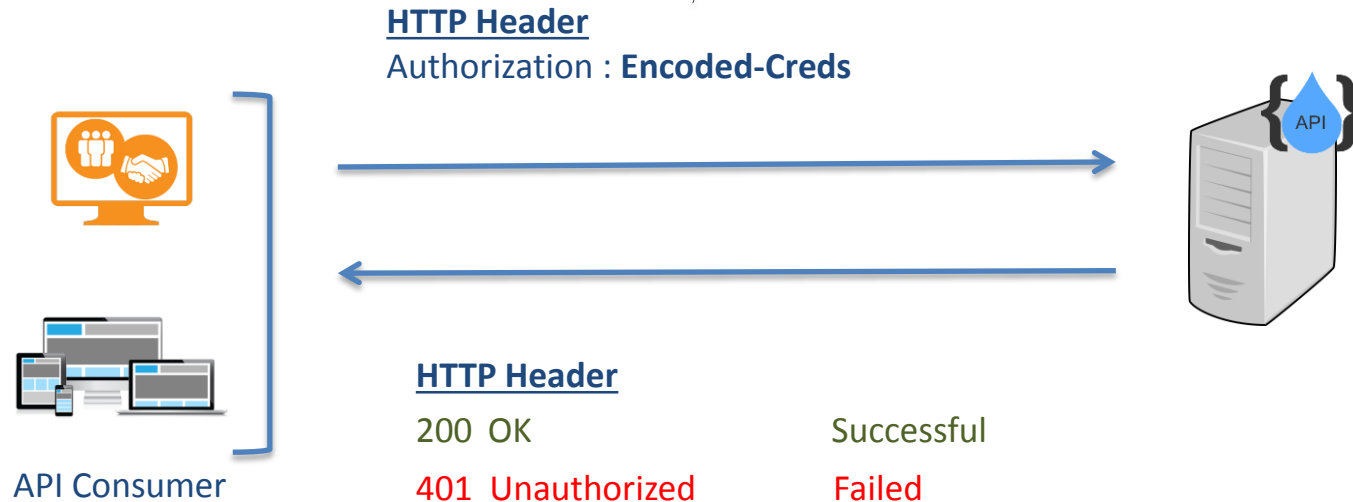 HTTP Header
Authorization : Encoded-Creds
{API}
HTTP Header
200 OK Successful
401 Unauthorized Failed
API Consumer